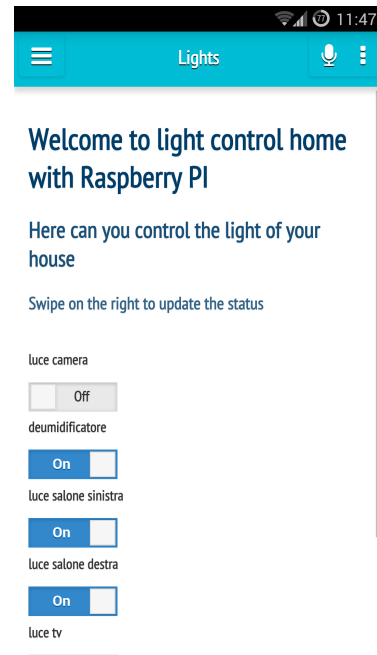 77 11:47
Lights
Welcome to light control home
with Raspberry PI
Here can you control the light of your
house
Swipe on the right to update the status
luce camera
Off
deumidificatore
On
luce salone sinistra
On
luce salone destra
On
luce tv